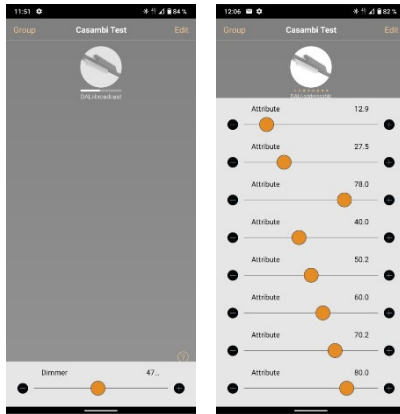 11:51 84 %
Group Casambi Test Edit
DALI-broadcast
?
Dimmer 47...
12:06 82 %
Group Casambi Test Edit
Attribute 12.9
Attribute 27.5
Attribute 78.0
Attribute 40.0
Attribute 50.2
Attribute 60.0
Attribute 70.2
Attribute 80.0